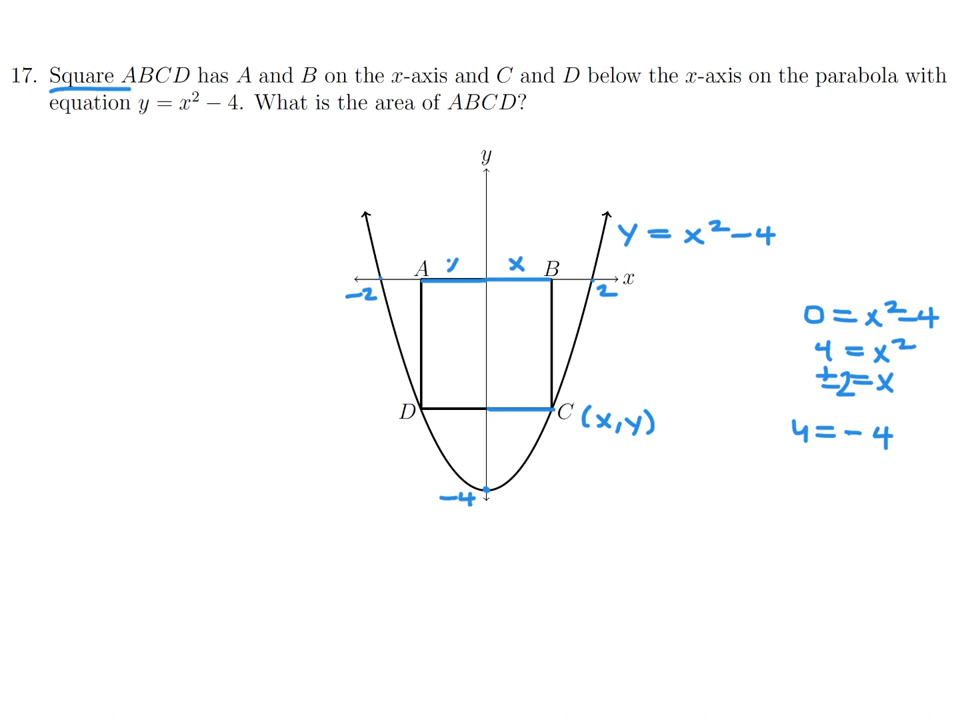 17. Square ABCD has A and B on the x-axis and C and D below the x-axis on the parabola with
equation y = x² − 4. What is the area of ABCD?
y
y = x² − 4
A x x B
x
−2 2
0 = x² − 4
4 = x²
±2 = x
D C (x, y)
y = − 4
−4